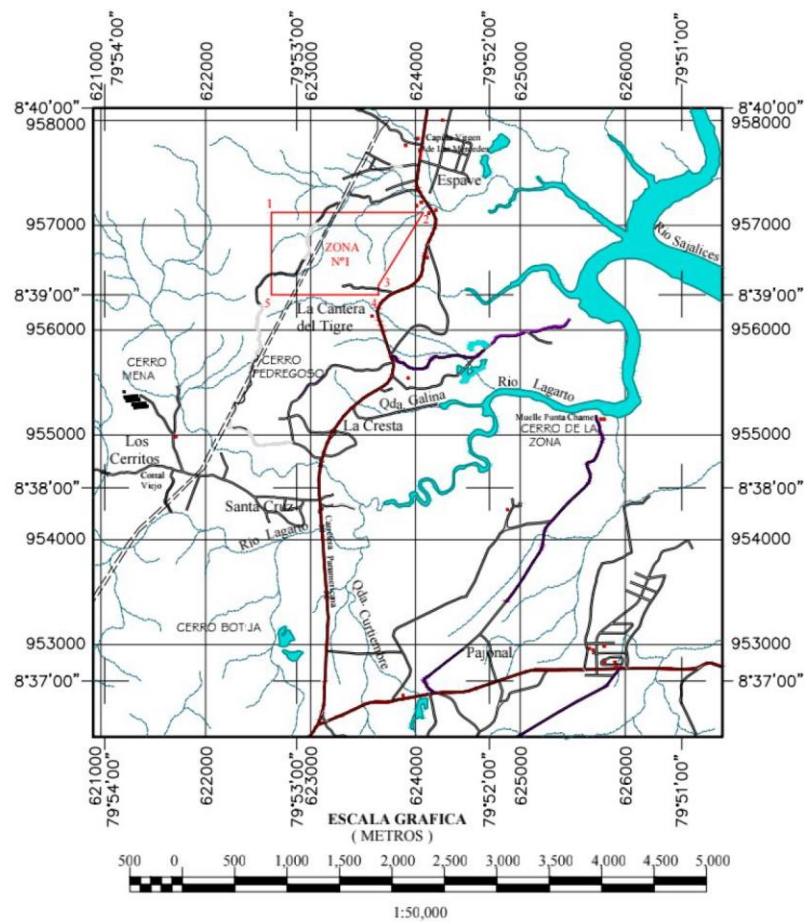 621000
79°54'00"
622000
79°53'00"
623000
624000
79°52'00"
625000
626000
79°51'00"
8°40'00"
958000
957000
8°39'00"
956000
955000
8°38'00"
954000
953000
8°37'00"
8°40'00"
958000
957000
8°39'00"
956000
955000
8°38'00"
954000
953000
8°37'00"
Capilla Virgen
de Las Mercedes
Espave
1
2
ZONA
Nº1
3
4
5
Rio Sajalices
La Cantera
del Tigre
CERRO
MENA
CERRO
PEDREGOSO
Rio Lagarto
Qda. Galina
Muelle Punta Chame
CERRO DE LA
ZONA
La Cresta
Los
Cerritos
Corral
Viejo
Santa Cruz
Rio Lagarto
Carretera Panamericana
Qda. Curtiembre
CERRO BOTIJA
Pajonal
621000
79°54'00"
622000
79°53'00"
623000
624000
79°52'00"
625000
626000
79°51'00"
ESCALA GRAFICA
( METROS )
500 0 500 1,000 1,500 2,000 2,500 3,000 3,500 4,000 4,500 5,000
1:50,000